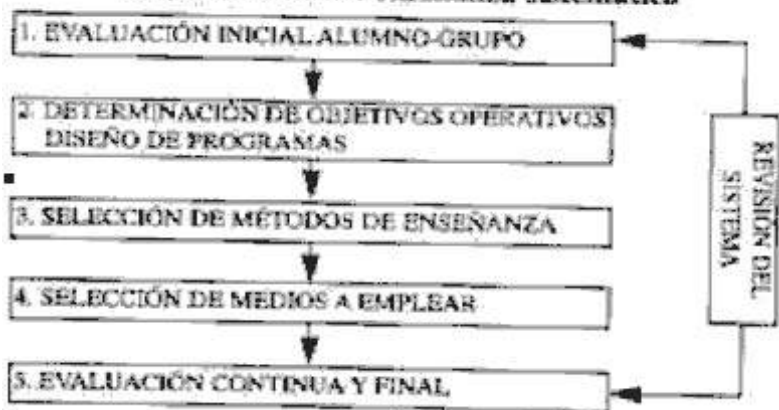 1. EVALUACIÓN INICIAL ALUMNO-GRUPO
2. DETERMINACIÓN DE OBJETIVOS OPERATIVOS
DISEÑO DE PROGRAMAS
3. SELECCIÓN DE MÉTODOS DE ENSEÑANZA
4. SELECCIÓN DE MEDIOS A EMPLEAR
5. EVALUACIÓN CONTINUA Y FINAL
REVISIÓN DEL
SISTEMA